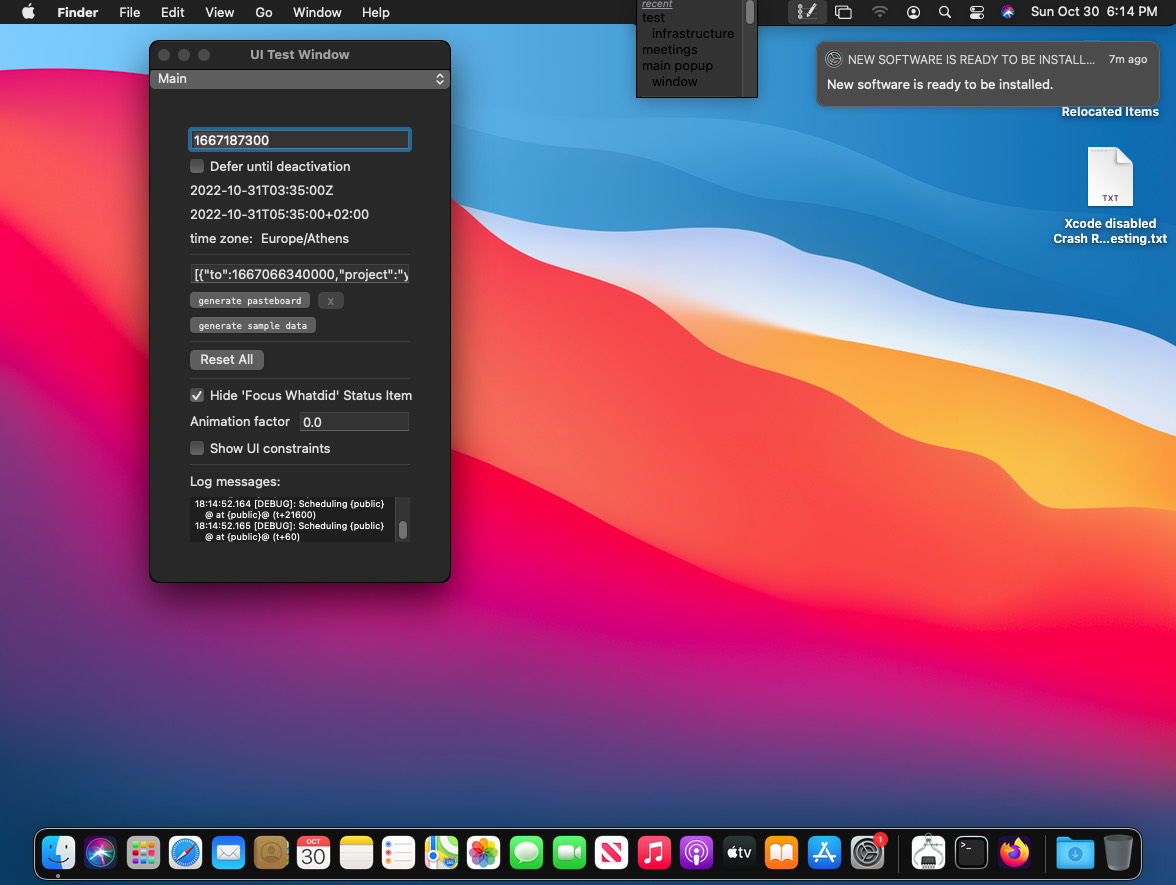 Finder File Edit View Go Window Help
Sun Oct 30 6:14 PM
recent
test
infrastructure
meetings
main popup
window
NEW SOFTWARE IS READY TO BE INSTALL... 7m ago
New software is ready to be installed.
Relocated Items
TXT
Xcode disabled
Crash R...esting.txt
UI Test Window
Main
1667187300
Defer until deactivation
2022-10-31T03:35:00Z
2022-10-31T05:35:00+02:00
time zone: Europe/Athens
[{"to":1667066340000,"project":"y
generate pasteboard x
generate sample data
Reset All
Hide 'Focus Whatdid' Status Item
Animation factor 0.0
Show UI constraints
Log messages:
18:14:52.164 [DEBUG]: Scheduling {public}
@ at {public}@ (t+21600)
18:14:52.165 [DEBUG]: Scheduling {public}
@ at {public}@ (t+60)
OCT
30
tv
1
>_